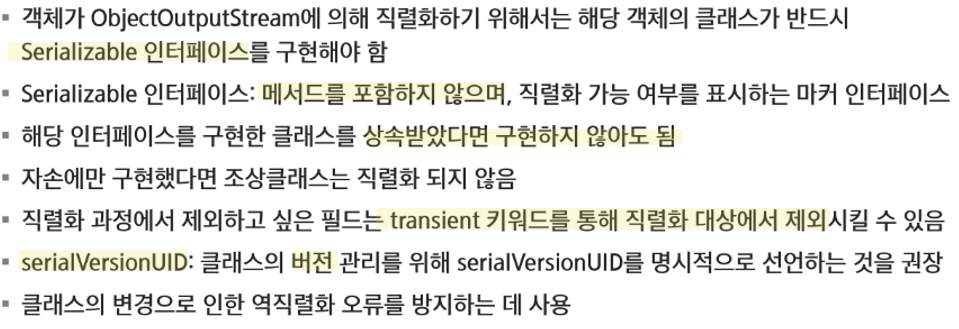 ▪ 객체가 ObjectOutputStream에 의해 직렬화하기 위해서는 해당 객체의 클래스가 반드시
Serializable 인터페이스를 구현해야 함
▪ Serializable 인터페이스: 메서드를 포함하지 않으며, 직렬화 가능 여부를 표시하는 마커 인터페이스
▪ 해당 인터페이스를 구현한 클래스를 상속받았다면 구현하지 않아도 됨
▪ 자손에만 구현했다면 조상클래스는 직렬화 되지 않음
▪ 직렬화 과정에서 제외하고 싶은 필드는 transient 키워드를 통해 직렬화 대상에서 제외시킬 수 있음
▪ serialVersionUID: 클래스의 버전 관리를 위해 serialVersionUID를 명시적으로 선언하는 것을 권장
▪ 클래스의 변경으로 인한 역직렬화 오류를 방지하는 데 사용